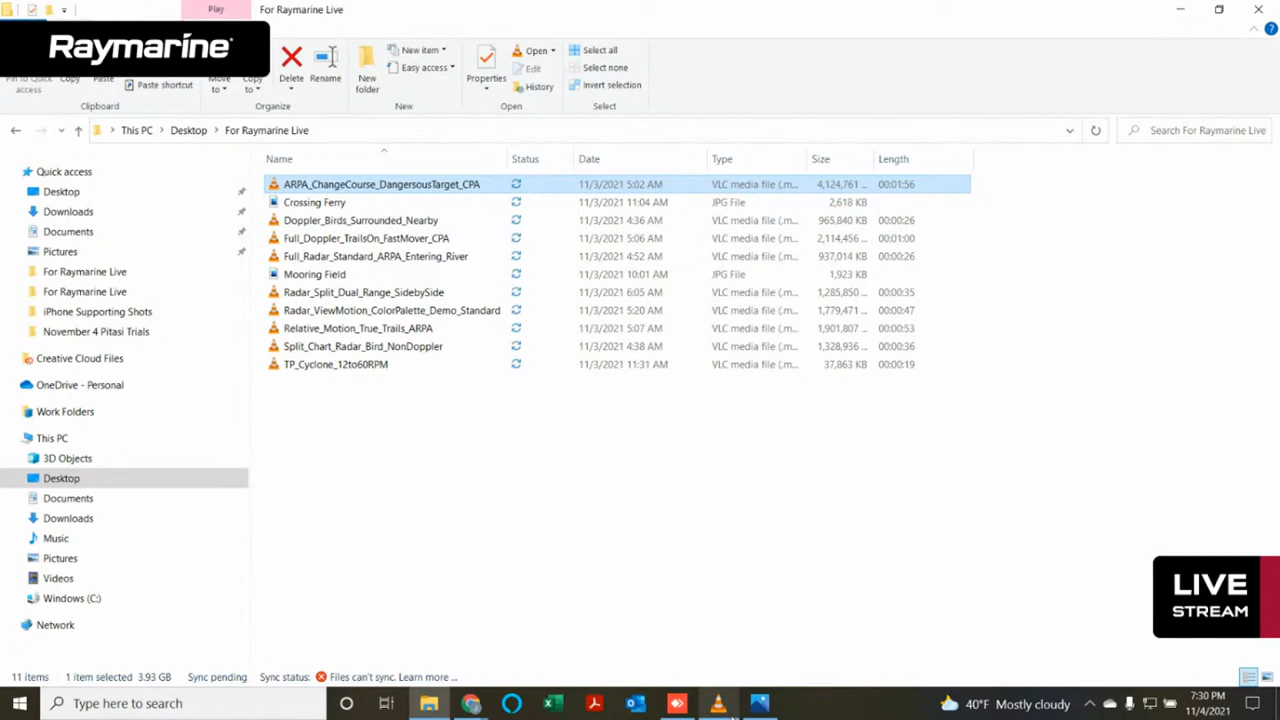 Play
For Raymarine Live
Raymarine
Pin to Quick access
Copy
Paste
Paste shortcut
Clipboard
Move to
Copy to
Delete
Rename
Organize
New folder
New item
Easy access
New
Properties
Open
Edit
History
Open
Select all
Select none
Invert selection
Select
This PC > Desktop > For Raymarine Live
Search For Raymarine Live
Name Status Date Type Size Length
ARPA_ChangeCourse_DangersousTarget_CPA 11/3/2021 5:02 AM VLC media file (.m... 4,124,761 ... 00:01:56
Crossing Ferry 11/3/2021 11:04 AM JPG File 2,618 KB
Doppler_Birds_Surrounded_Nearby 11/3/2021 4:36 AM VLC media file (.m... 965,840 KB 00:00:26
Full_Doppler_TrailsOn_FastMover_CPA 11/3/2021 5:06 AM VLC media file (.m... 2,114,456 ... 00:01:00
Full_Radar_Standard_ARPA_Entering_River 11/3/2021 4:52 AM VLC media file (.m... 937,014 KB 00:00:26
Mooring Field 11/3/2021 10:01 AM JPG File 1,923 KB
Radar_Split_Dual_Range_SidebySide 11/3/2021 6:05 AM VLC media file (.m... 1,285,850 ... 00:00:35
Radar_ViewMotion_ColorPalette_Demo_Standard 11/3/2021 5:20 AM VLC media file (.m... 1,779,471 ... 00:00:47
Relative_Motion_True_Trails_ARPA 11/3/2021 5:07 AM VLC media file (.m... 1,901,807 ... 00:00:53
Split_Chart_Radar_Bird_NonDoppler 11/3/2021 4:38 AM VLC media file (.m... 1,328,936 ... 00:00:36
TP_Cyclone_12to60RPM 11/3/2021 11:31 AM VLC media file (.m... 37,863 KB 00:00:19
Quick access
Desktop
Downloads
Documents
Pictures
For Raymarine Live
For Raymarine Live
iPhone Supporting Shots
November 4 Pitasi Trials
Creative Cloud Files
OneDrive - Personal
Work Folders
This PC
3D Objects
Desktop
Documents
Downloads
Music
Pictures
Videos
Windows (C:)
Network
LIVE
STREAM
11 items 1 item selected 3.93 GB Sync pending Sync status: Files can't sync. Learn more ...
Type here to search
40°F Mostly cloudy
7:30 PM
11/4/2021